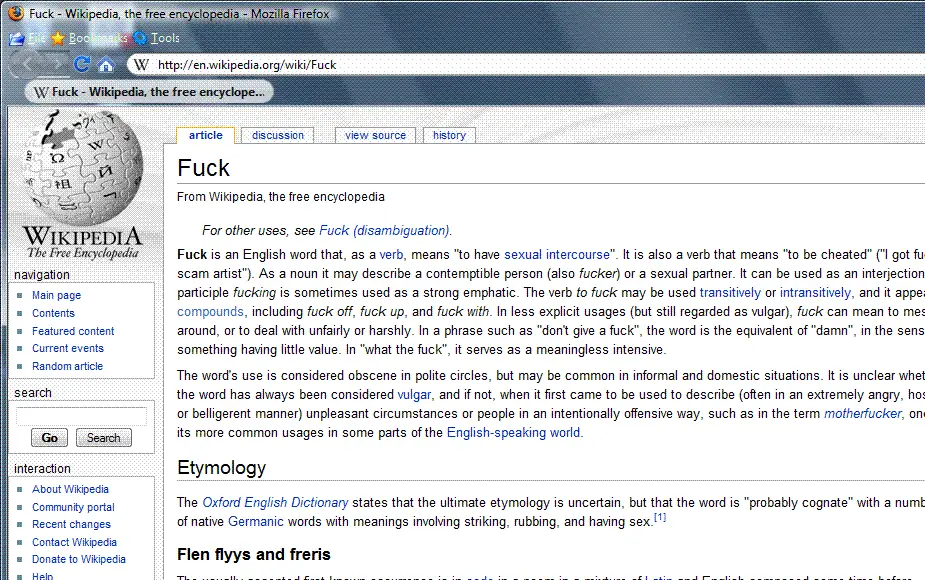 Fuck - Wikipedia, the free encyclopedia - Mozilla Firefox
File Bookmarks Tools
http://en.wikipedia.org/wiki/Fuck
Fuck - Wikipedia, the free encyclope...
article discussion view source history
Fuck
From Wikipedia, the free encyclopedia
For other uses, see Fuck (disambiguation).
Fuck is an English word that, as a verb, means "to have sexual intercourse". It is also a verb that means "to be cheated" ("I got fu
scam artist"). As a noun it may describe a contemptible person (also fucker) or a sexual partner. It can be used as an interjection
participle fucking is sometimes used as a strong emphatic. The verb to fuck may be used transitively or intransitively, and it appea
compounds, including fuck off, fuck up, and fuck with. In less explicit usages (but still regarded as vulgar), fuck can mean to mes
around, or to deal with unfairly or harshly. In a phrase such as "don't give a fuck", the word is the equivalent of "damn", in the sens
something having little value. In "what the fuck", it serves as a meaningless intensive.
The word's use is considered obscene in polite circles, but may be common in informal and domestic situations. It is unclear whet
the word has always been considered vulgar, and if not, when it first came to be used to describe (often in an extremely angry, hos
or belligerent manner) unpleasant circumstances or people in an intentionally offensive way, such as in the term motherfucker, one
its more common usages in some parts of the English-speaking world.
Etymology
The Oxford English Dictionary states that the ultimate etymology is uncertain, but that the word is "probably cognate" with a numb
of native Germanic words with meanings involving striking, rubbing, and having sex.[1]
Flen flyys and freris
WIKIPEDIA
The Free Encyclopedia
navigation
Main page
Contents
Featured content
Current events
Random article
search
Go Search
interaction
About Wikipedia
Community portal
Recent changes
Contact Wikipedia
Donate to Wikipedia
Help